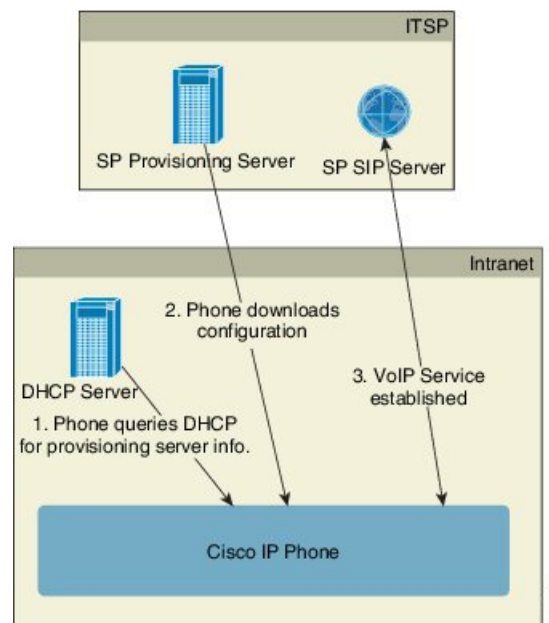 ITSP
SP Provisioning Server
SP SIP Server
Intranet
2. Phone downloads
configuration
DHCP Server
3. VoIP Service
established
1. Phone queries DHCP
for provisioning server info.
Cisco IP Phone